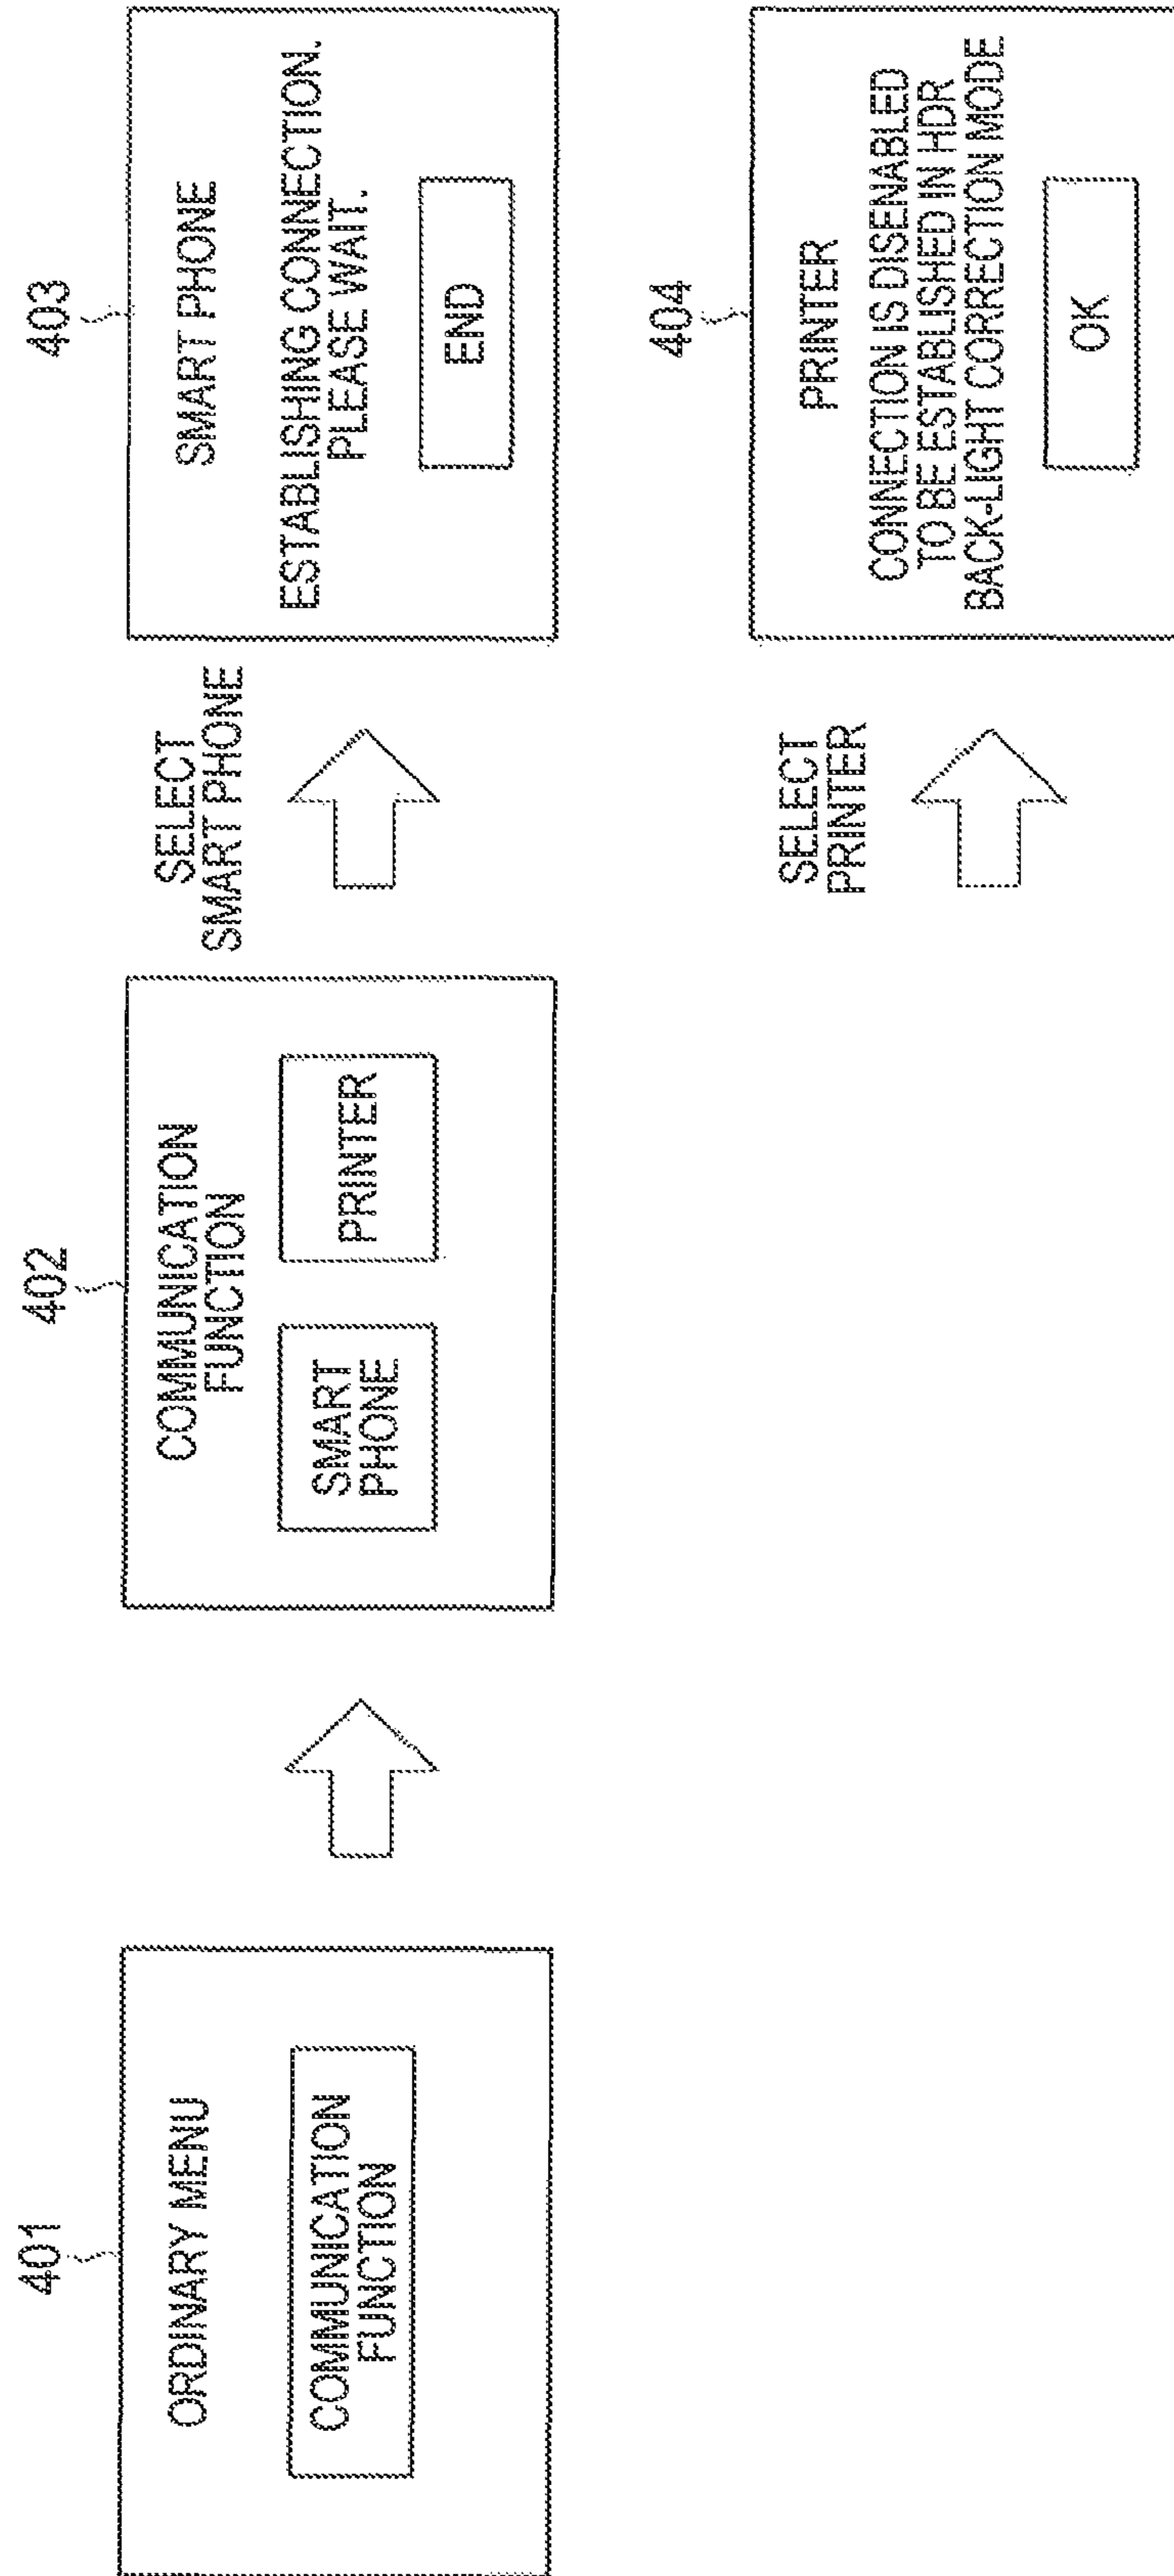 401
ORDINARY MENU
COMMUNICATION
FUNCTION
402
COMMUNICATION
FUNCTION
SMART
PHONE
PRINTER
SELECT
SMART PHONE
403
SMART PHONE
ESTABLISHING CONNECTION.
PLEASE WAIT.
END
SELECT
PRINTER
404
PRINTER
CONNECTION IS DISENABLED
TO BE ESTABLISHED IN HDR
BACK-LIGHT CORRECTION MODE
OK